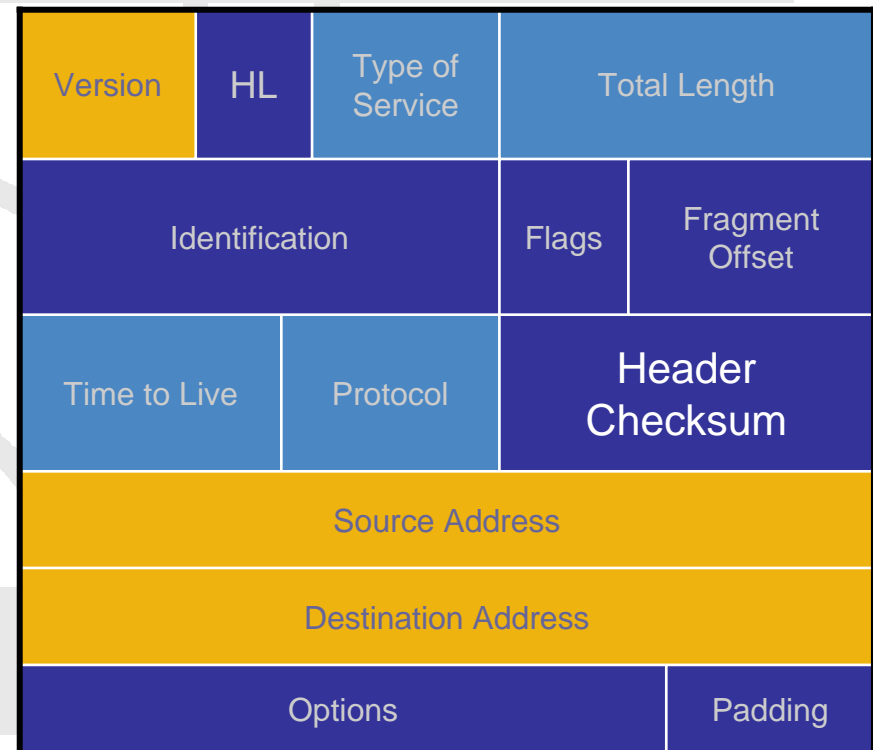 Version
HL
Type of
Service
Total Length
Identification
Flags
Fragment
Offset
Time to Live
Protocol
Header
Checksum
Source Address
Destination Address
Options
Padding